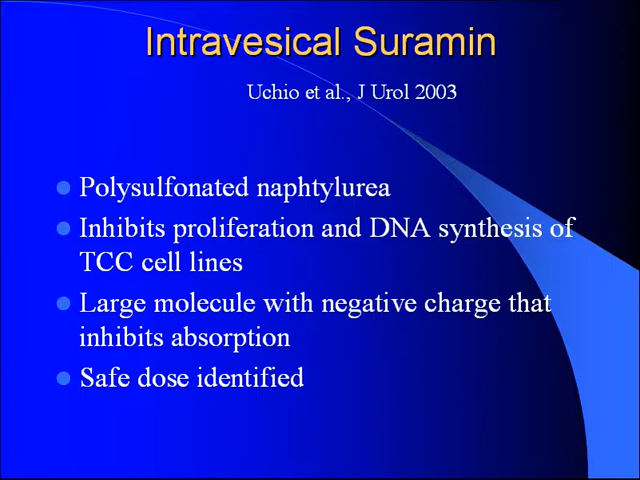 Intravesical Suramin
Uchio et al., J Urol 2003
Polysulfonated naphtylurea
Inhibits proliferation and DNA synthesis of
TCC cell lines
Large molecule with negative charge that
inhibits absorption
Safe dose identified